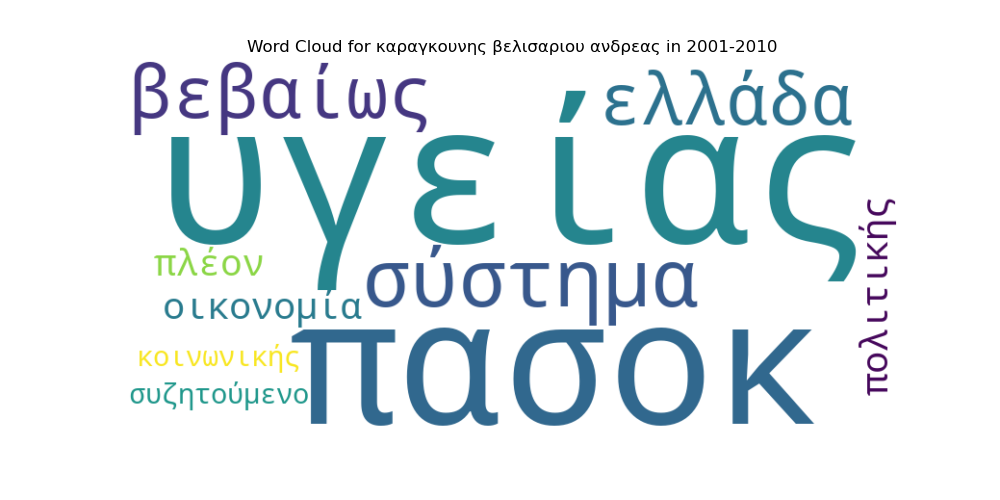 Word Cloud for καραγκουνης βελισαριου ανδρεας in 2001-2010
βεβαίως
ελλάδα
υγείας
πολιτικής
πλέον
σύστημα
οικονομία
πασοκ
κοινωνικής
συζητούμενο